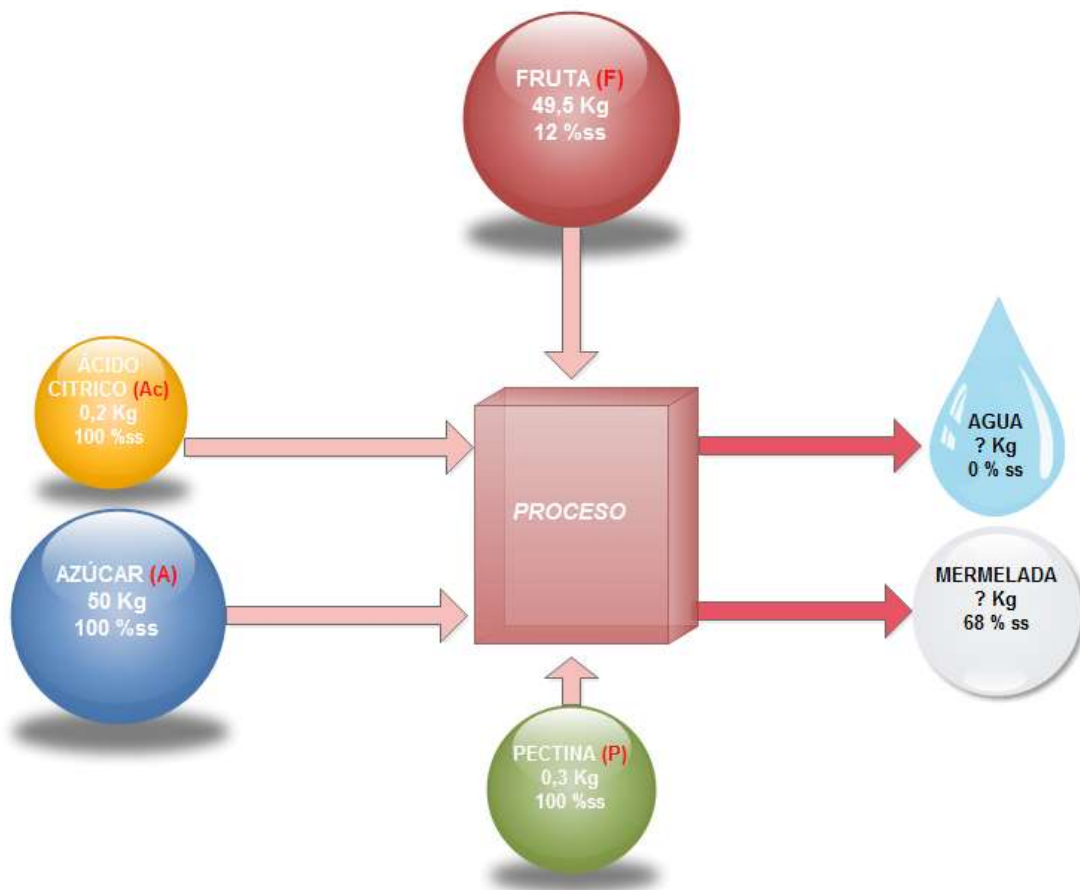 FRUTA (F)
49,5 Kg
12 %ss
ÁCIDO
CITRICO (Ac)
0,2 Kg
100 %ss
AZÚCAR (A)
50 Kg
100 %ss
PROCESO
AGUA
? Kg
0 % ss
MERMELADA
? Kg
68 % ss
PECTINA (P)
0,3 Kg
100 %ss